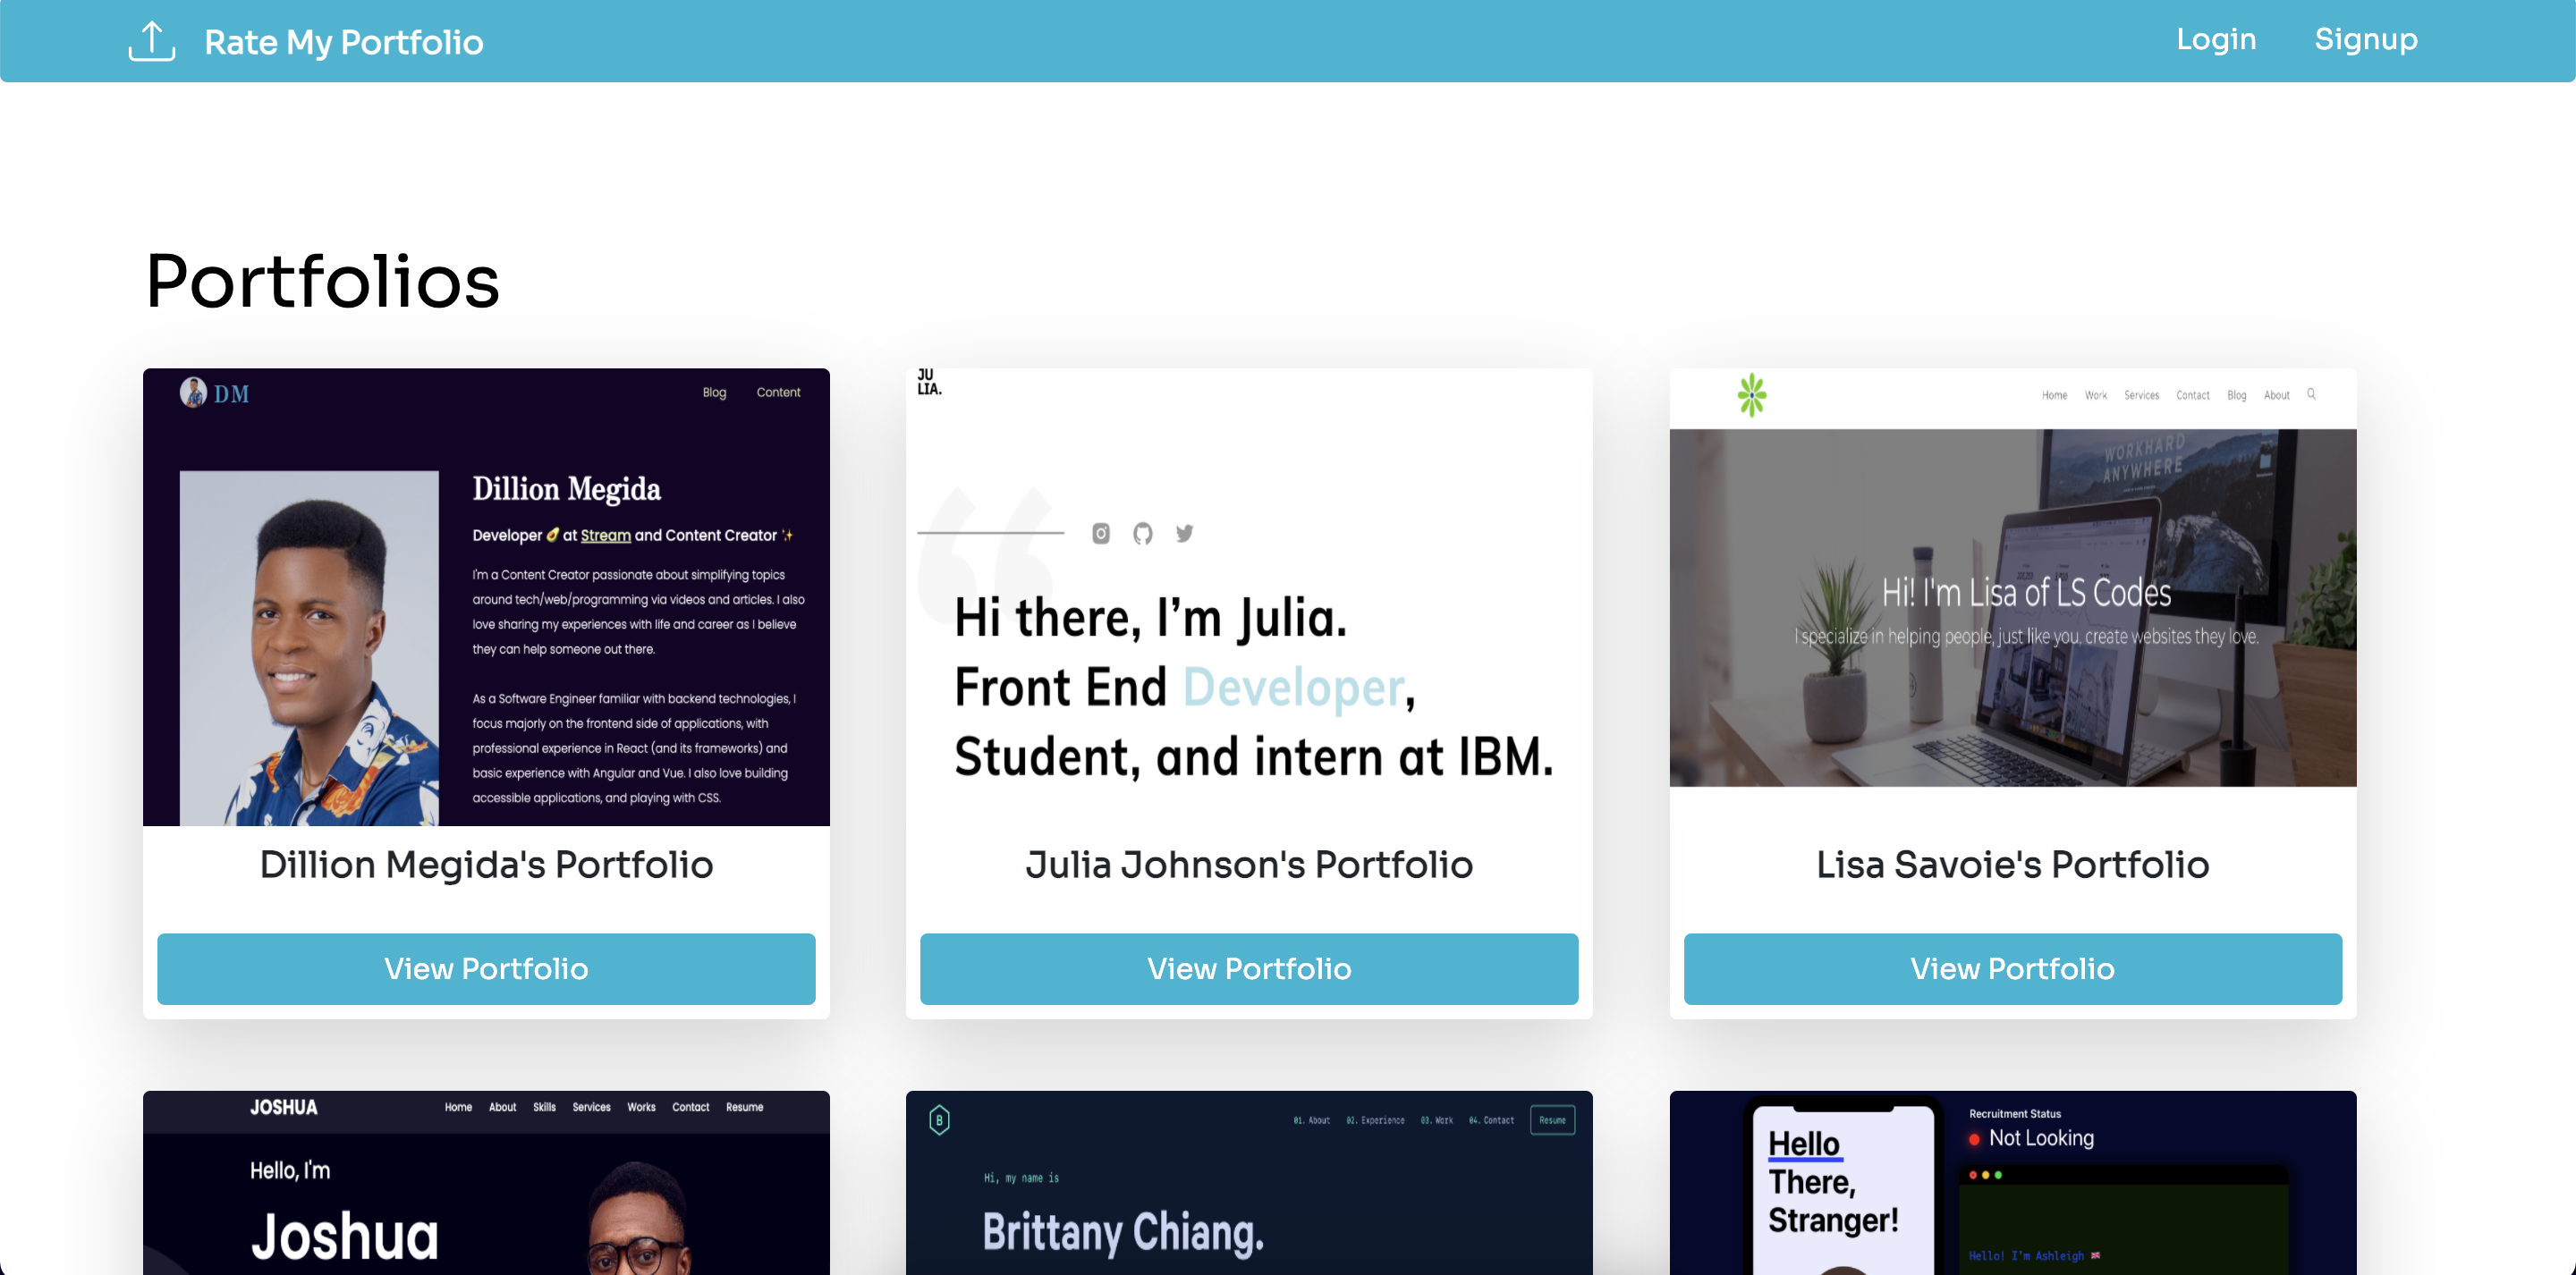 Rate My Portfolio
Login Signup
Portfolios
DM
Blog Content
Dillion Megida
Developer 🥑 at Stream and Content Creator ✨
I'm a Content Creator passionate about simplifying topics
around tech/web/programming via videos and articles. I also
love sharing my experiences with life and career as I believe
they can help someone out there.
As a Software Engineer familiar with backend technologies, I
focus majorly on the frontend side of applications, with
professional experience in React (and its frameworks) and
basic experience with Angular and Vue. I also love building
accessible applications, and playing with CSS.
Dillion Megida's Portfolio
View Portfolio
JU
LIA.
Hi there, I’m Julia.
Front End Developer,
Student, and intern at IBM.
Julia Johnson's Portfolio
View Portfolio
Home Work Services Contact Blog About
WORKHARD
ANYWHERE
Hi! I'm Lisa of LS Codes
I specialize in helping people, just like you, create websites they love.
Lisa Savoie's Portfolio
View Portfolio
JOSHUA
Home About Skills Services Works Contact Resume
Hello, I'm
Joshua
B
01. About 02. Experience 03. Work 04. Contact Resume
Hi, my name is
Brittany Chiang.
Hello
There,
Stranger!
Recruitment Status
Not Looking
Hello! I'm Ashleigh 🇬🇧